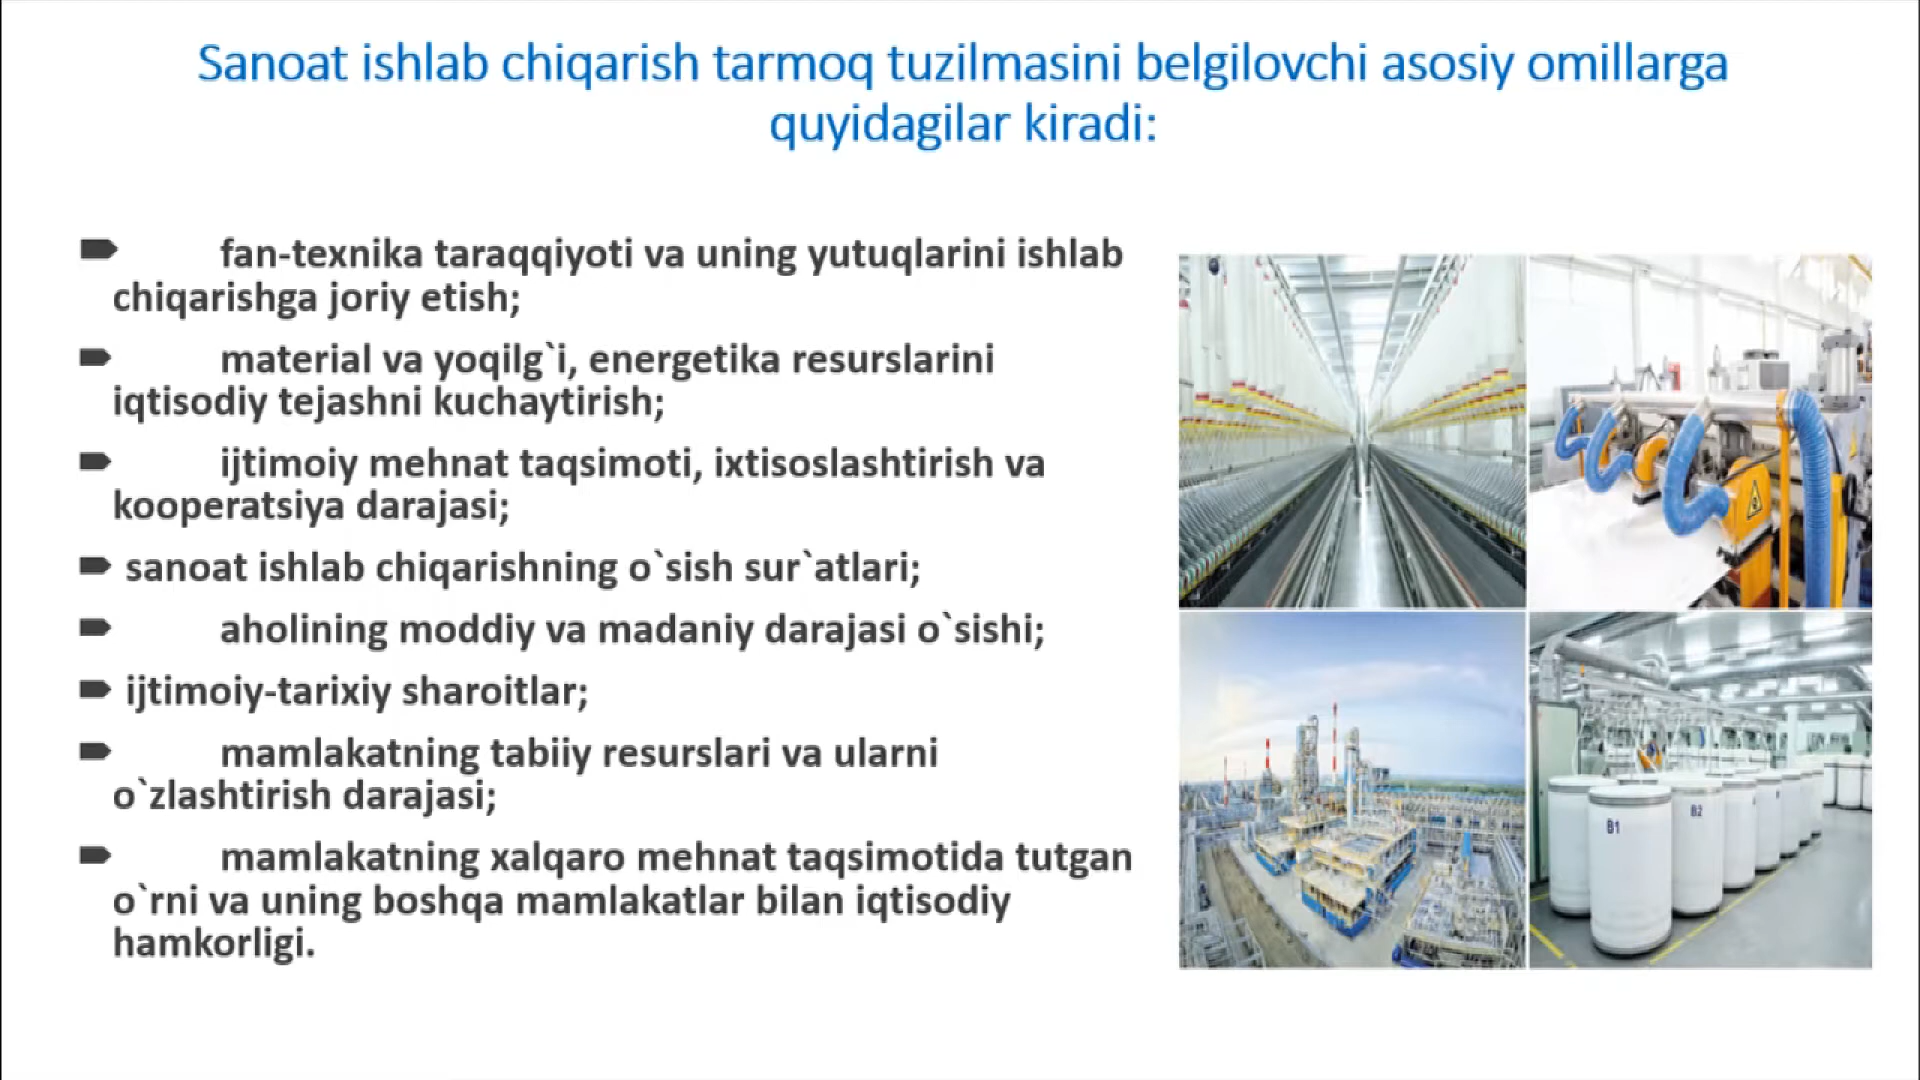 Sanoat ishlab chiqarish tarmoq tuzilmasini belgilovchi asosiy omillarga
quyidagilar kiradi:
fan-texnika taraqqiyoti va uning yutuqlarini ishlab
chiqarishga joriy etish;
material va yoqilg`i, energetika resurslarini
iqtisodiy tejashni kuchaytirish;
ijtimoiy mehnat taqsimoti, ixtisoslashtirish va
kooperatsiya darajasi;
sanoat ishlab chiqarishning o`sish sur`atlari;
aholining moddiy va madaniy darajasi o`sishi;
ijtimoiy-tarixiy sharoitlar;
mamlakatning tabiiy resurslari va ularni
o`zlashtirish darajasi;
mamlakatning xalqaro mehnat taqsimotida tutgan
o`rni va uning boshqa mamlakatlar bilan iqtisodiy
hamkorligi.
B1
B2